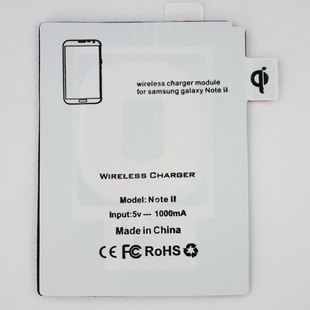 wireless charger module
for samsung galaxy Note II
qi
WIRELESS CHARGER
Model: Note II
Input:5v --- 1000mA
Made in China
CE FC RoHS